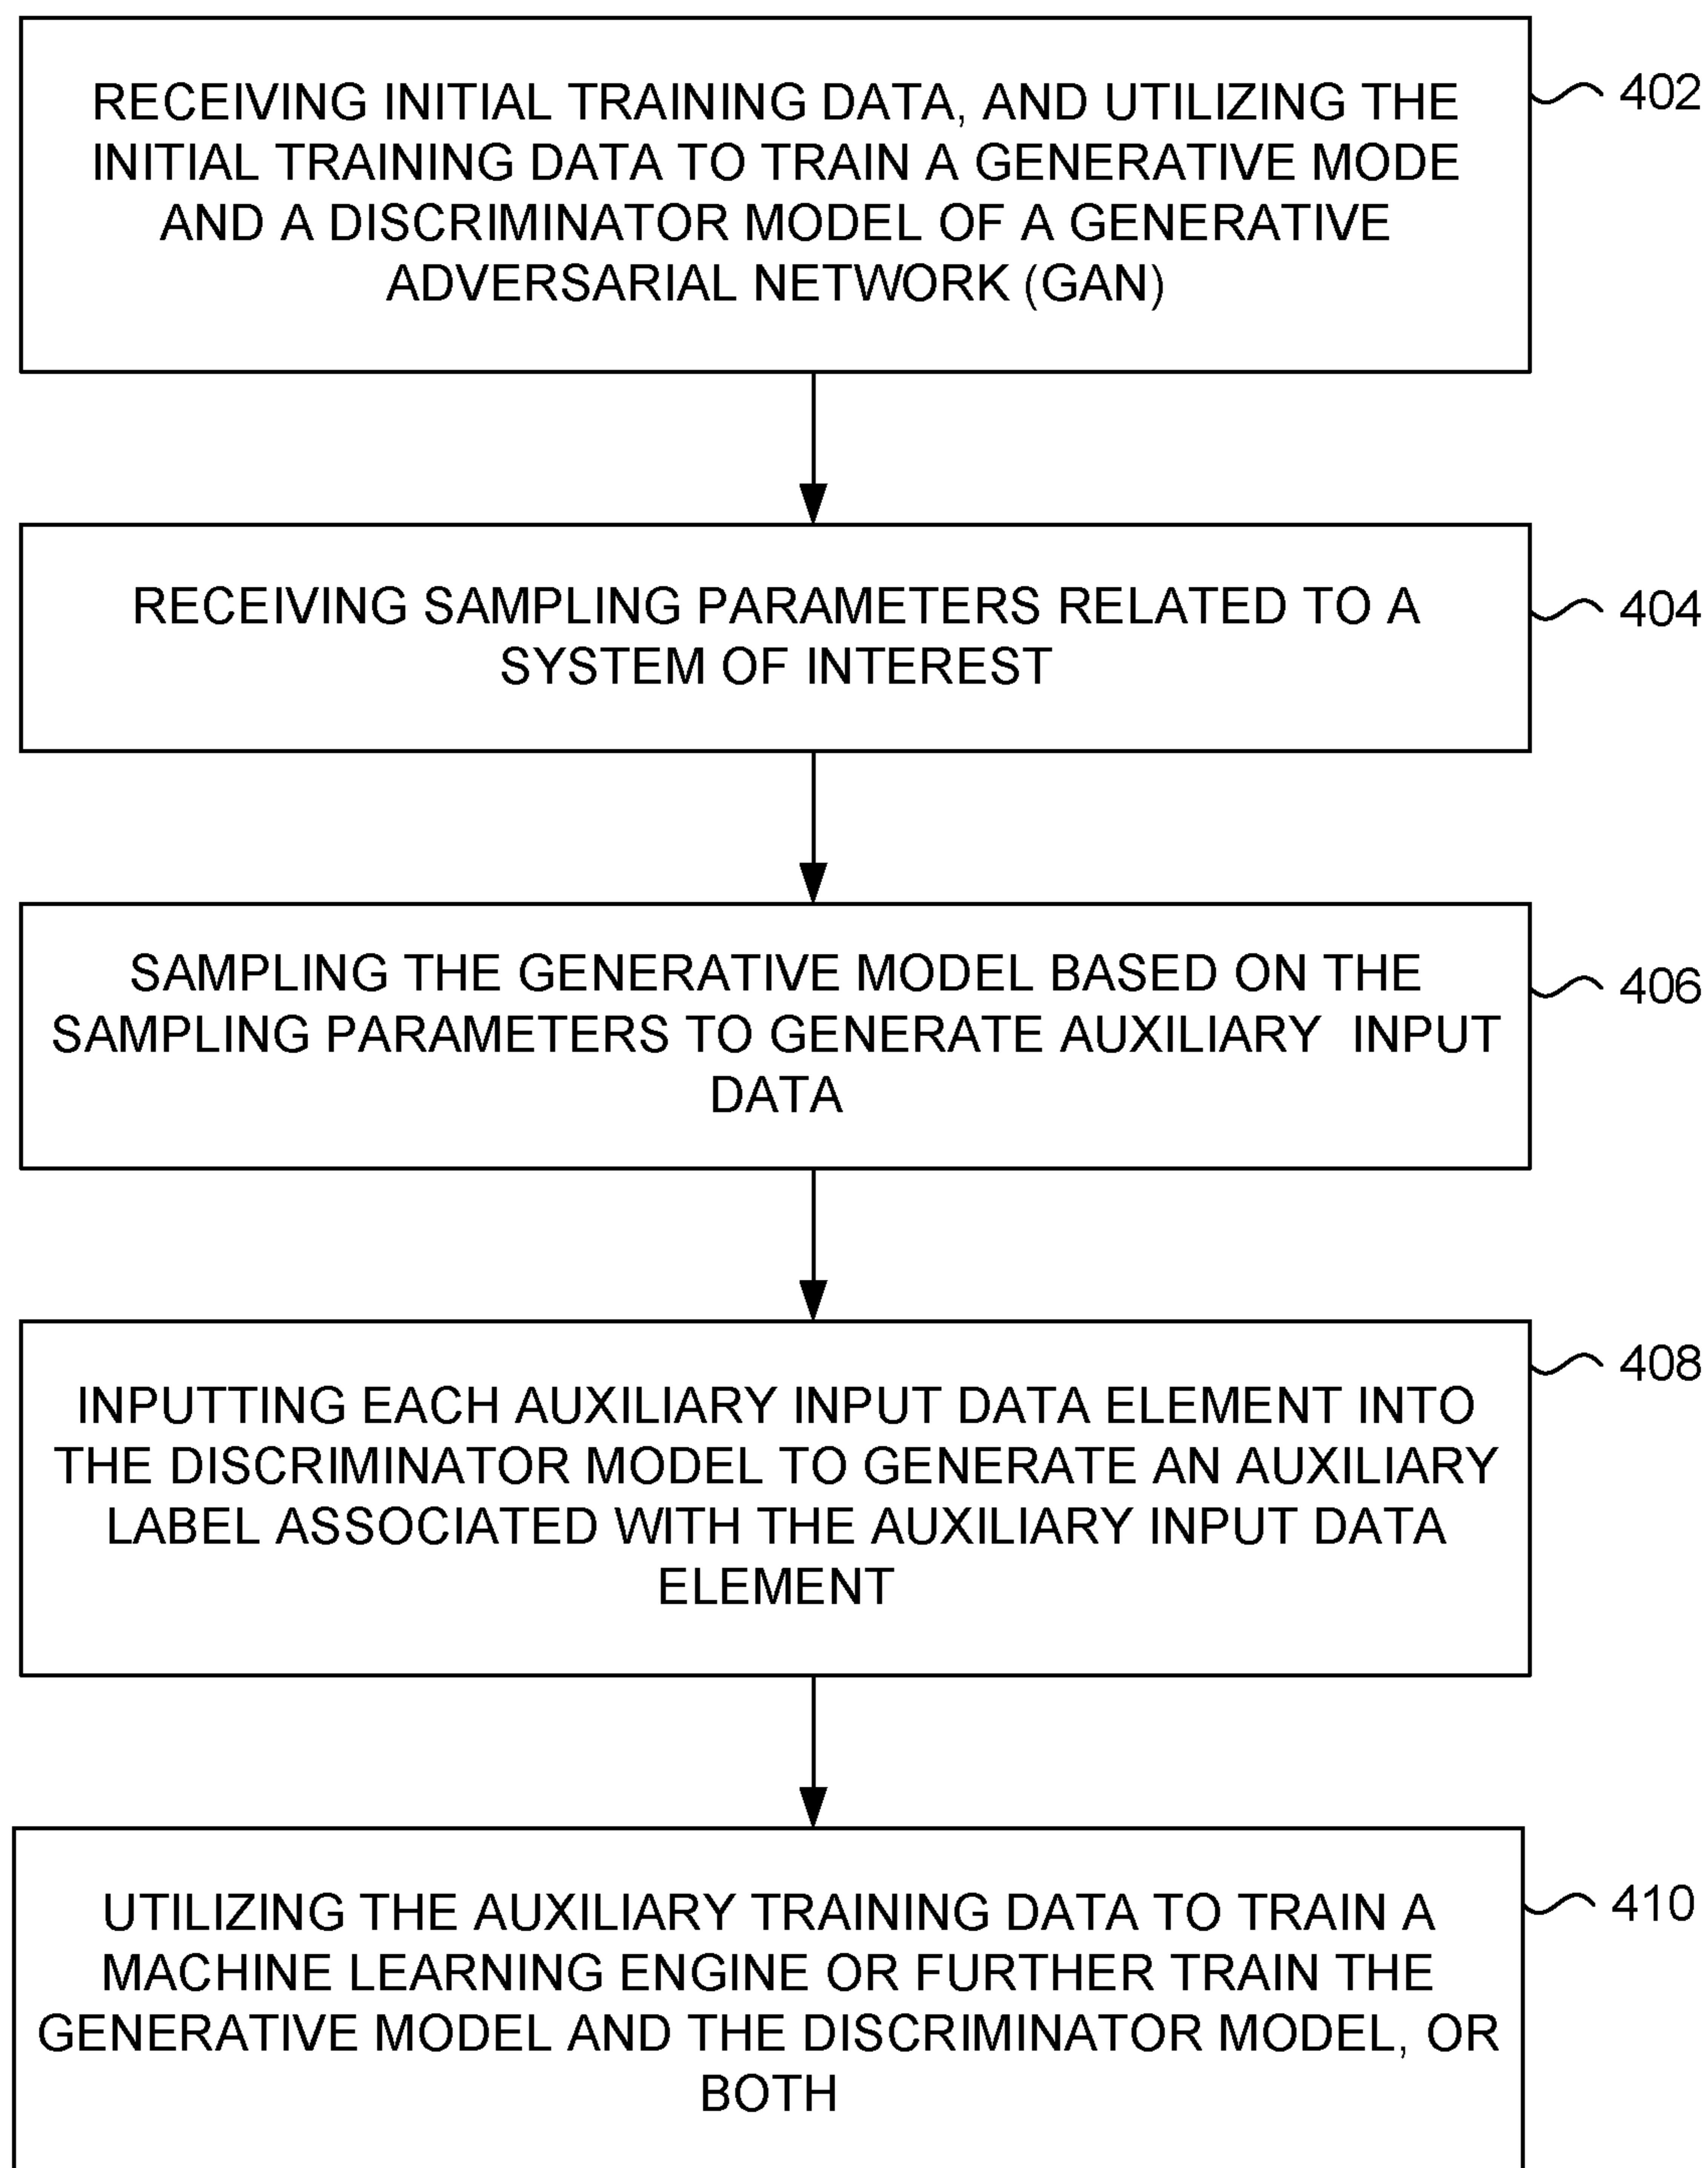 RECEIVING INITIAL TRAINING DATA, AND UTILIZING THE
INITIAL TRAINING DATA TO TRAIN A GENERATIVE MODE
AND A DISCRIMINATOR MODEL OF A GENERATIVE
ADVERSARIAL NETWORK (GAN)
402
RECEIVING SAMPLING PARAMETERS RELATED TO A
SYSTEM OF INTEREST
404
SAMPLING THE GENERATIVE MODEL BASED ON THE
SAMPLING PARAMETERS TO GENERATE AUXILIARY INPUT
DATA
406
INPUTTING EACH AUXILIARY INPUT DATA ELEMENT INTO
THE DISCRIMINATOR MODEL TO GENERATE AN AUXILIARY
LABEL ASSOCIATED WITH THE AUXILIARY INPUT DATA
ELEMENT
408
UTILIZING THE AUXILIARY TRAINING DATA TO TRAIN A
MACHINE LEARNING ENGINE OR FURTHER TRAIN THE
GENERATIVE MODEL AND THE DISCRIMINATOR MODEL, OR
BOTH
410